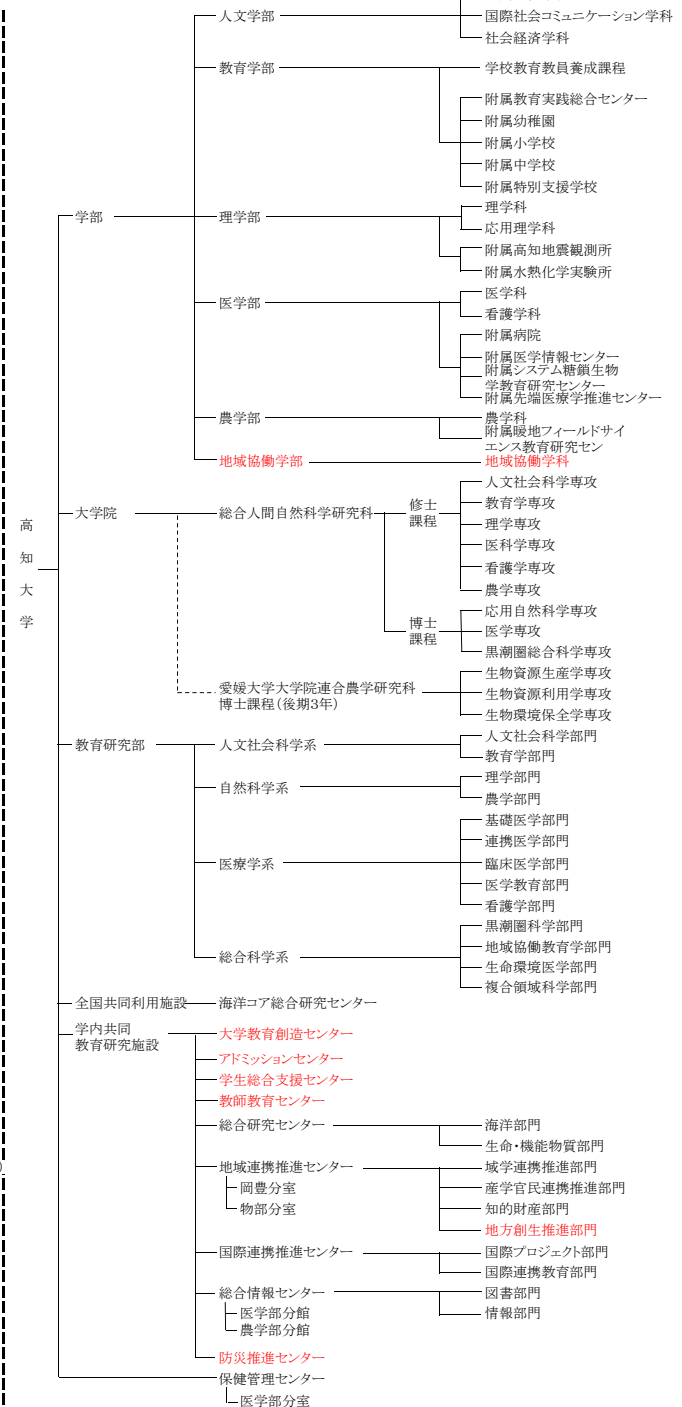 人文学部
国際社会コミュニケーション学科
社会経済学科
教育学部
学校教育教員養成課程
附属教育実践総合センター
附属幼稚園
附属小学校
附属中学校
附属特別支援学校
学部
理学部
理学科
応用理学科
附属高知地震観測所
附属水熱化学実験所
医学部
医学科
看護学科
附属病院
附属医学情報センター
附属システム糖鎖生物
学教育研究センター
附属先端医療学推進センター
農学部
農学科
附属暖地フィールドサイ
エンス教育研究セン
地域協働学部
地域協働学科
高
知
大
学
大学院
総合人間自然科学研究科
修士
課程
人文社会科学専攻
教育学専攻
理学専攻
医科学専攻
看護学専攻
農学専攻
博士
課程
応用自然科学専攻
医学専攻
黒潮圏総合科学専攻
愛媛大学大学院連合農学研究科
博士課程(後期3年)
生物資源生産学専攻
生物資源利用学専攻
生物環境保全学専攻
教育研究部
人文社会科学系
人文社会科学部門
教育学部門
自然科学系
理学部門
農学部門
医療学系
基礎医学部門
連携医学部門
臨床医学部門
医学教育部門
看護学部門
総合科学系
黒潮圏科学部門
地域協働教育学部門
生命環境医学部門
複合領域科学部門
全国共同利用施設
海洋コア総合研究センター
学内共同
教育研究施設
大学教育創造センター
アドミッションセンター
学生総合支援センター
教師教育センター
総合研究センター
海洋部門
生命・機能物質部門
地域連携推進センター
岡豊分室
物部分室
域学連携推進部門
産学官民連携推進部門
知的財産部門
地方創生推進部門
国際連携推進センター
国際プロジェクト部門
国際連携教育部門
総合情報センター
医学部分館
農学部分館
図書部門
情報部門
防災推進センター
保健管理センター
医学部分室